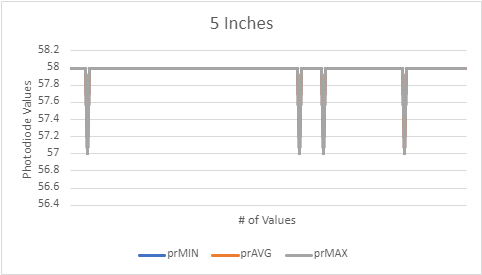 5 Inches
58.2
58
57.8
57.6
57.4
57.2
57
56.8
56.6
56.4
Photodiode Values
# of Values
prMIN prAVG prMAX